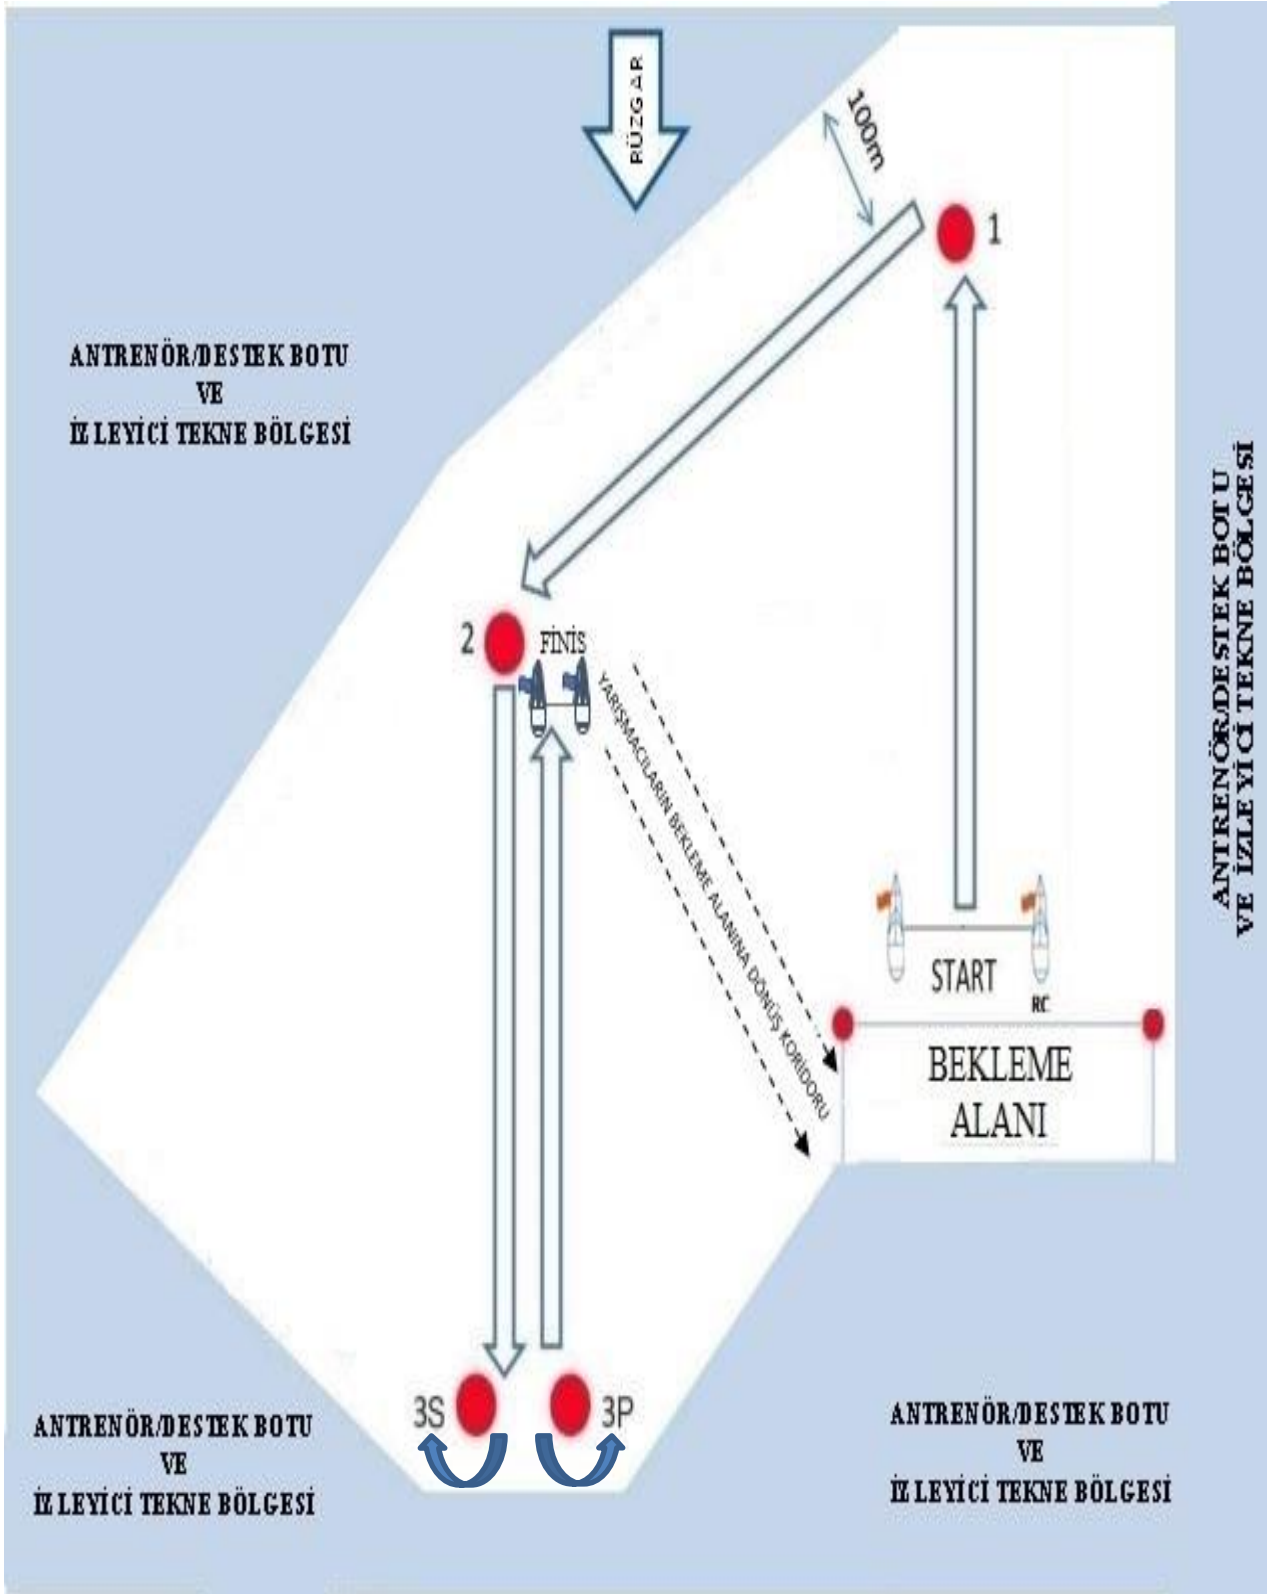 RÜZGAR
100m
1
ANTRENÖR/DESTEK BOTU
VE
İZLEYİCİ TEKNE BÖLGESİ
ANTRENÖR/DESTEK BOTU
VE İZLEYİCİ TEKNE BÖLGESİ
2
FİNİS
YARIŞMACILARIN BEKLEME ALANINA DÖNÜŞ KORİDORU
START
RC
BEKLEME
ALANI
3S
3P
ANTRENÖR/DESTEK BOTU
VE
İZLEYİCİ TEKNE BÖLGESİ
ANTRENÖR/DESTEK BOTU
VE
İZLEYİCİ TEKNE BÖLGESİ